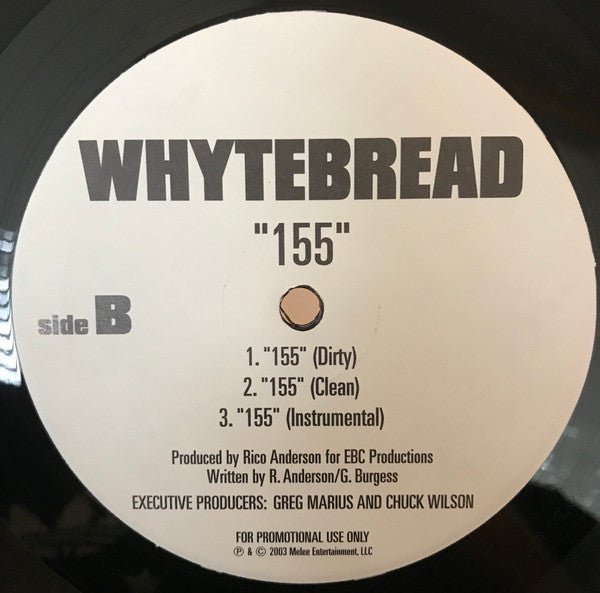 WHYTEBREAD
"155"
side B
1. "155" (Dirty)
2. "155" (Clean)
3. "155" (Instrumental)
Produced by Rico Anderson for EBC Productions
Written by R. Anderson/G. Burgess
EXECUTIVE PRODUCERS: GREG MARIUS AND CHUCK WILSON
FOR PROMOTIONAL USE ONLY
℗ & © 2003 Melee Entertainment, LLC